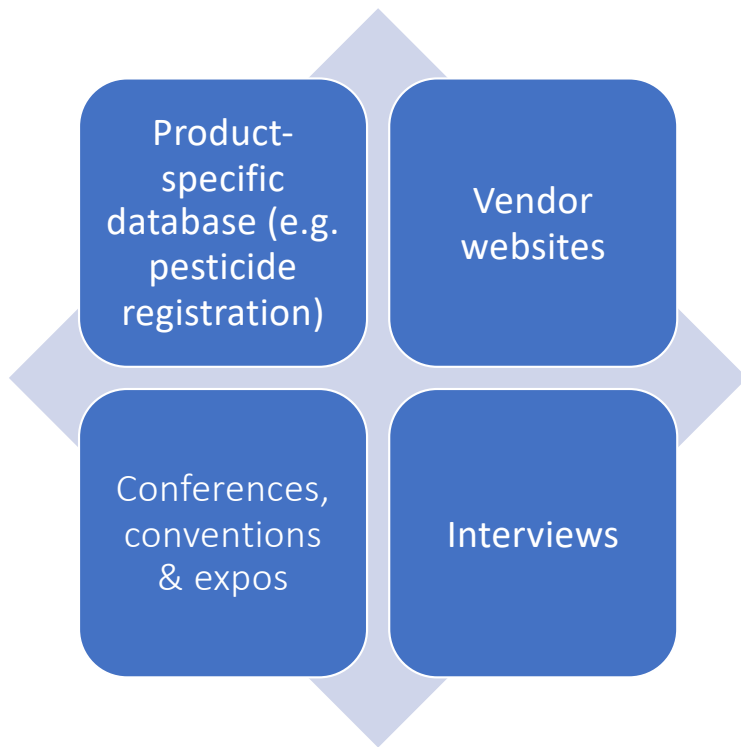 Product-
specific
database (e.g.
pesticide
registration)
Vendor
websites
Conferences,
conventions
& expos
Interviews